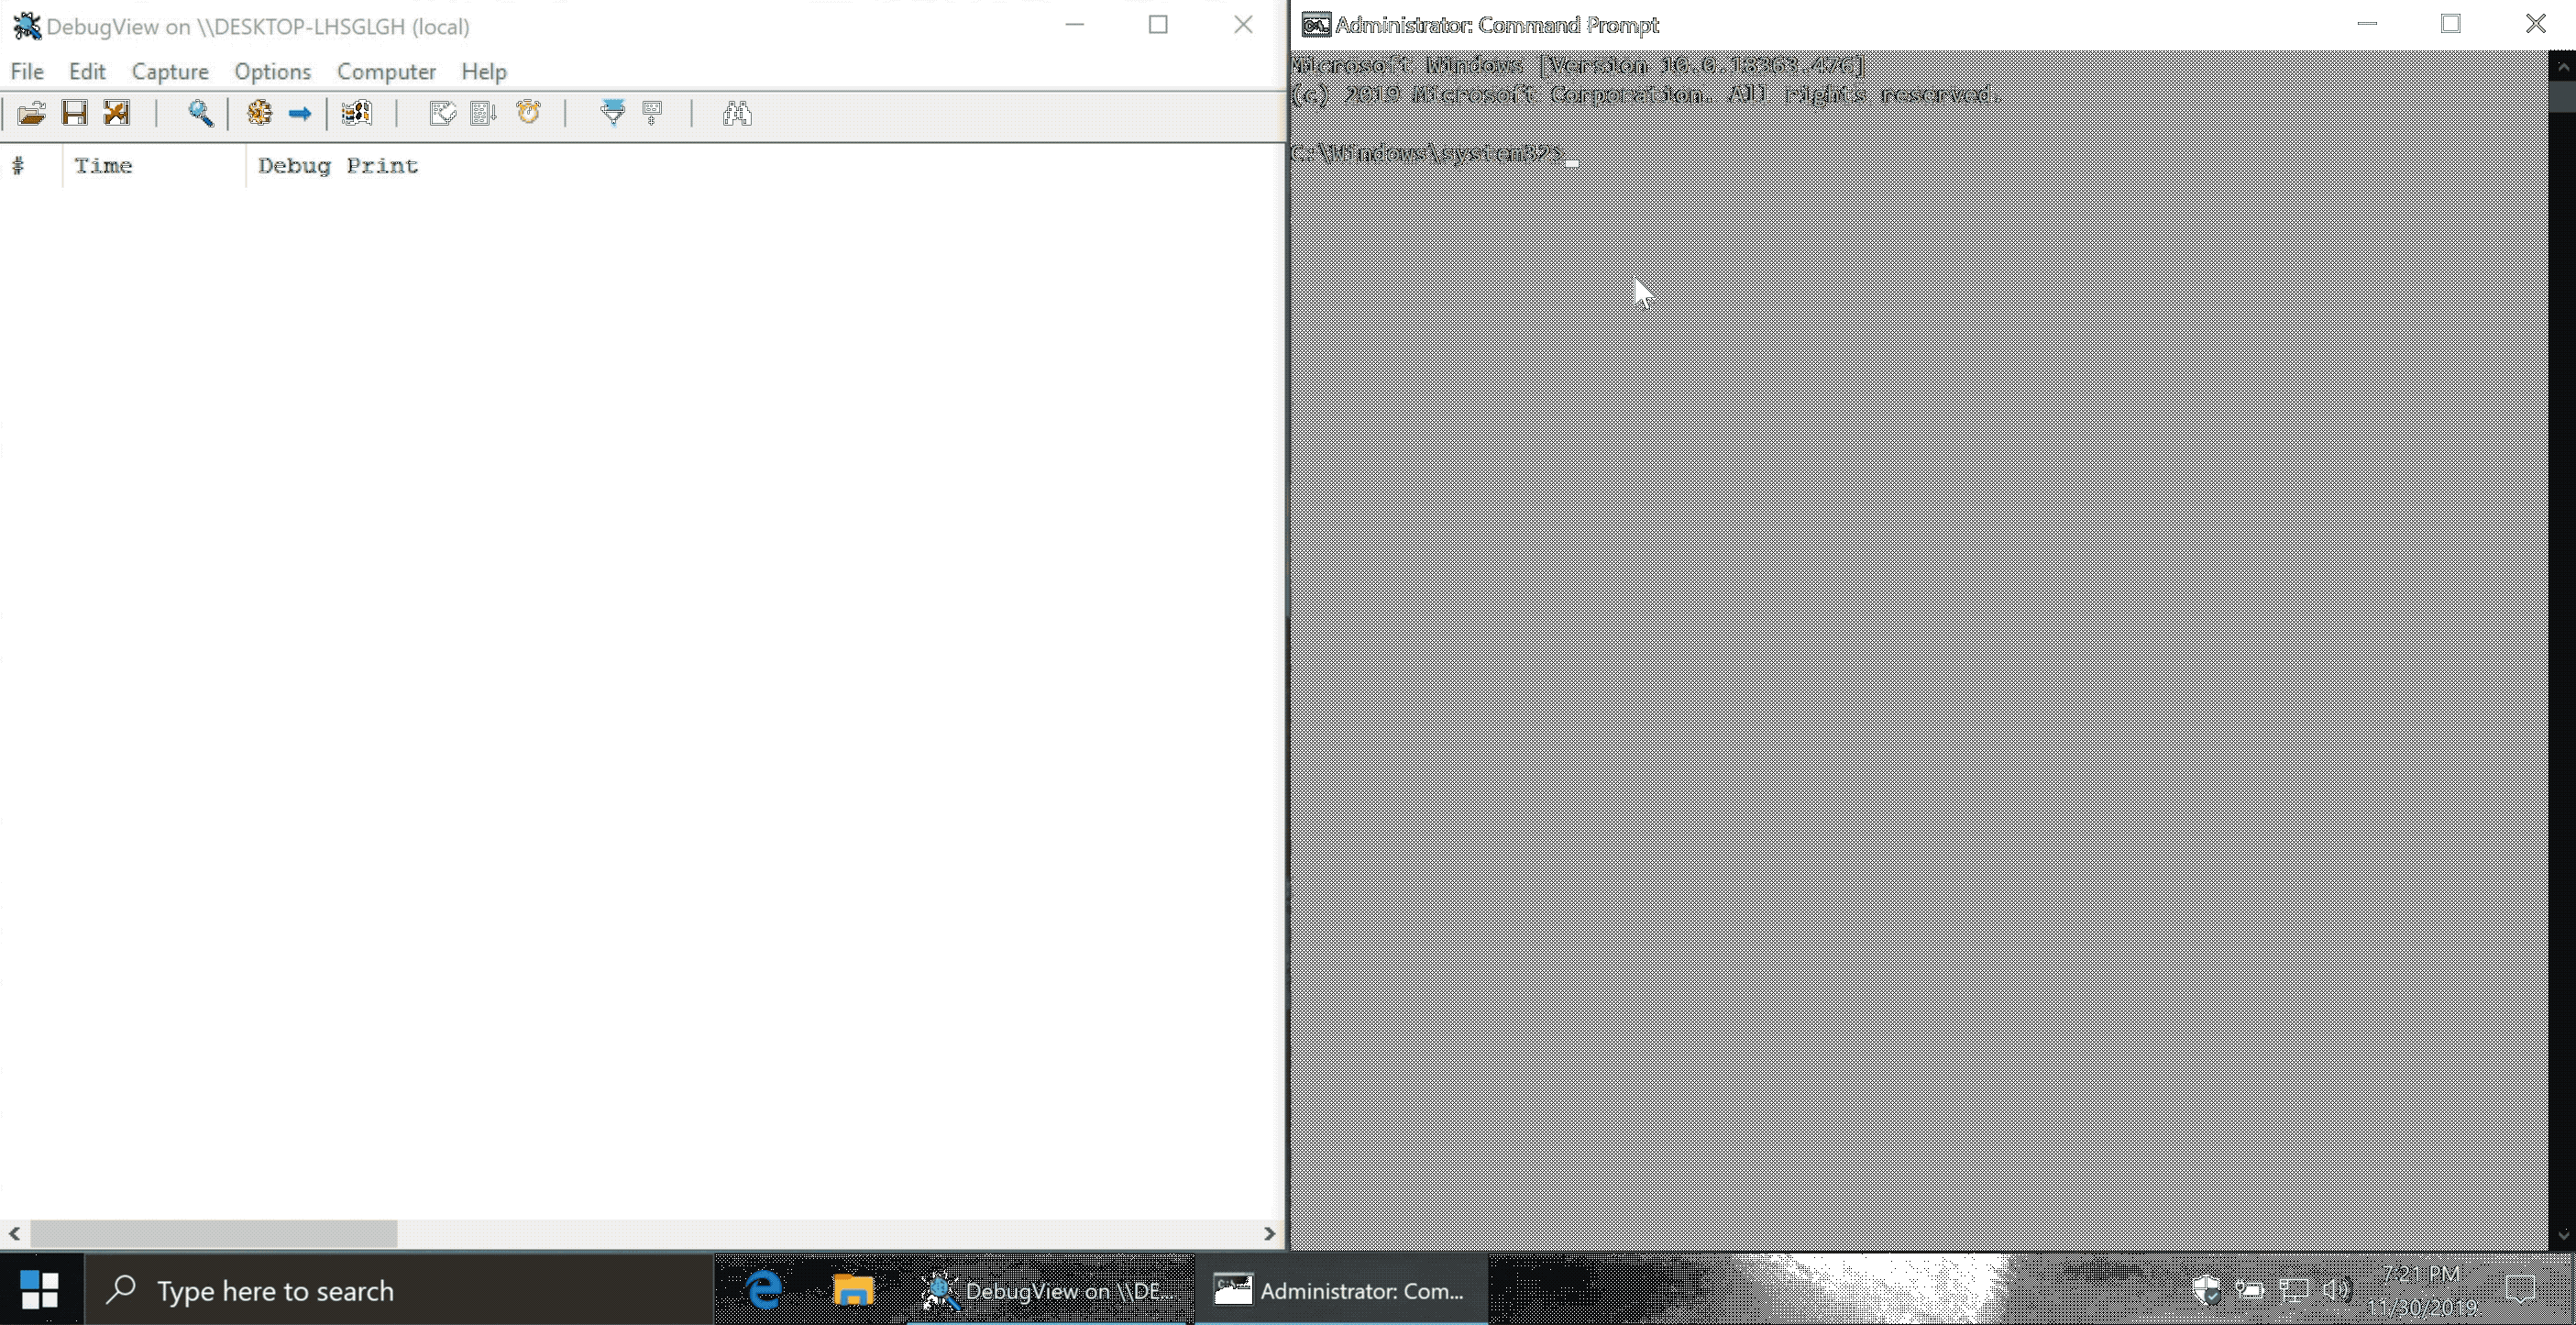 DebugView on \\DESKTOP-LHSGLGH (local)
File Edit Capture Options Computer Help
# Time Debug Print
Administrator: Command Prompt
Microsoft Windows [Version 10.0.18363.476]
(c) 2019 Microsoft Corporation. All rights reserved.
C:\Windows\system32>
Type here to search
DebugView on \\DE...
Administrator: Com...
7:21 PM
11/30/2019